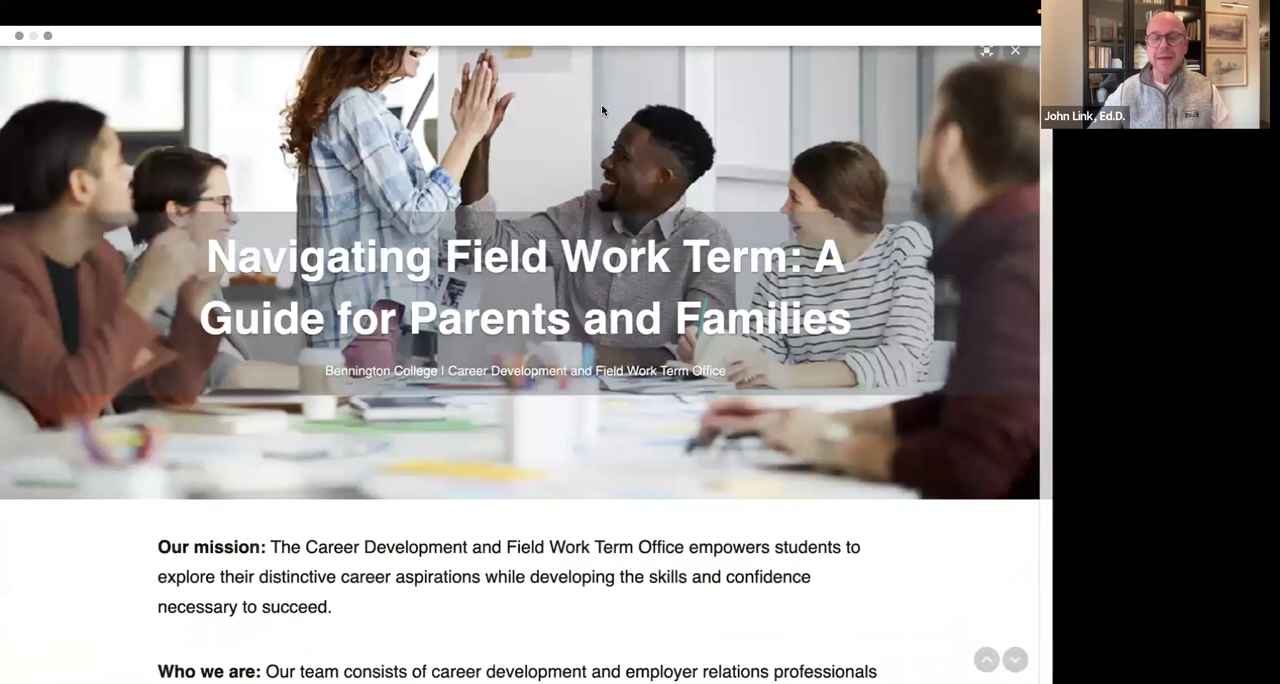 John Link, Ed.D.
Navigating Field Work Term: A
Guide for Parents and Families
Bennington College | Career Development and Field Work Term Office
Our mission: The Career Development and Field Work Term Office empowers students to
explore their distinctive career aspirations while developing the skills and confidence
necessary to succeed.
Who we are: Our team consists of career development and employer relations professionals